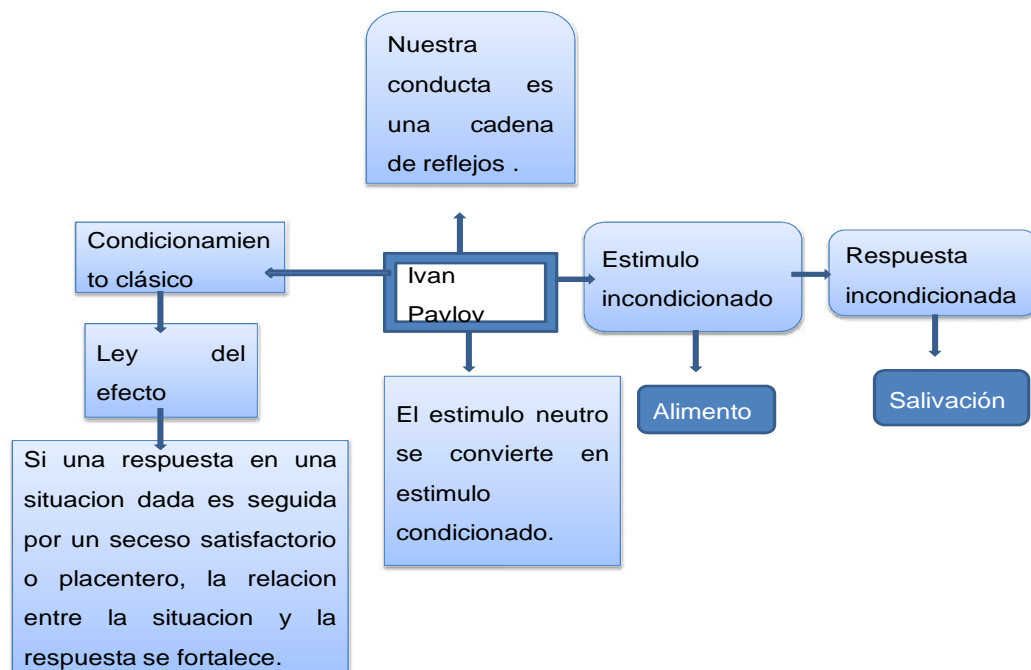 Nuestra
conducta es
una cadena
de reflejos .
Condicionamien
to clásico
Ivan
Pavlov
Estimulo
incondicionado
Respuesta
incondicionada
Ley del
efecto
El estimulo neutro
se convierte en
estimulo
condicionado.
Alimento
Salivación
Si una respuesta en una
situacion dada es seguida
por un seceso satisfactorio
o placentero, la relacion
entre la situacion y la
respuesta se fortalece.